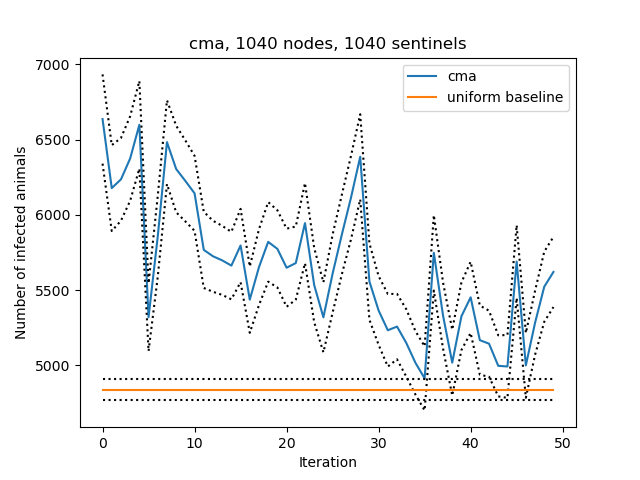 cma, 1040 nodes, 1040 sentinels
7000
6500
6000
5500
5000
Number of infected animals
cma
uniform baseline
0 10 20 30 40 50
Iteration